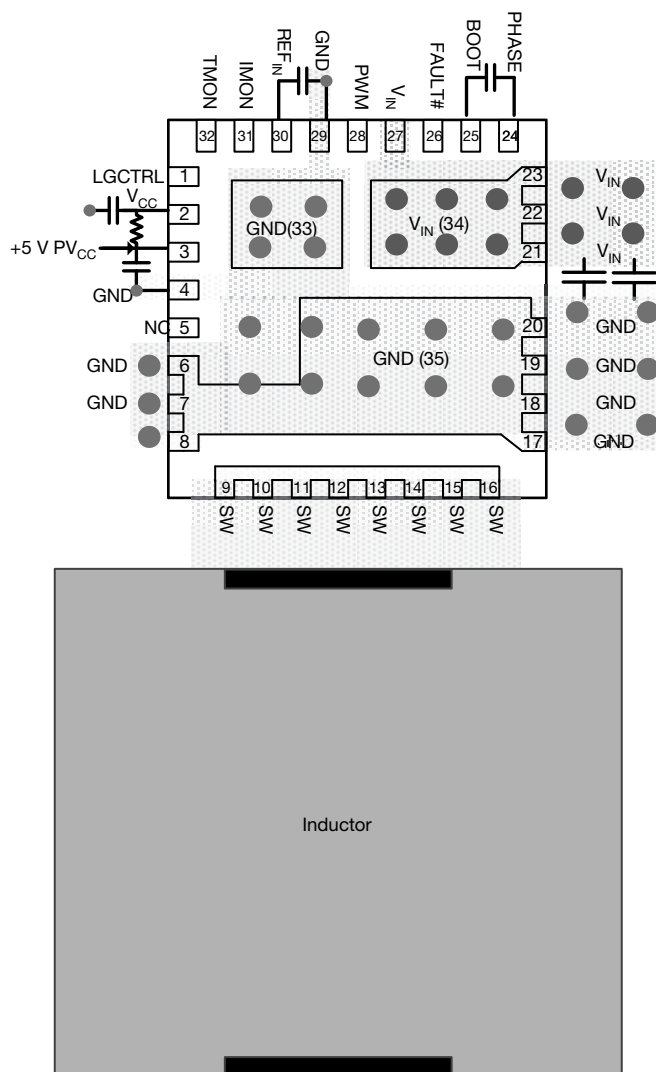 TMON
IMON
REF_IN
GND
PWM
V_IN
FAULT#
BOOT
PHASE
32 31 30 29 28 27 26 25 24
LGCTRL 1
V_CC
2
+5 V PV_CC 3
GND 4
NC 5
GND 6
GND 7
8
GND(33)
V_IN (34)
GND (35)
23 V_IN
22 V_IN
21 V_IN
20 GND
19 GND
18 GND
17 GND
9 10 11 12 13 14 15 16
SW SW SW SW SW SW SW SW
Inductor